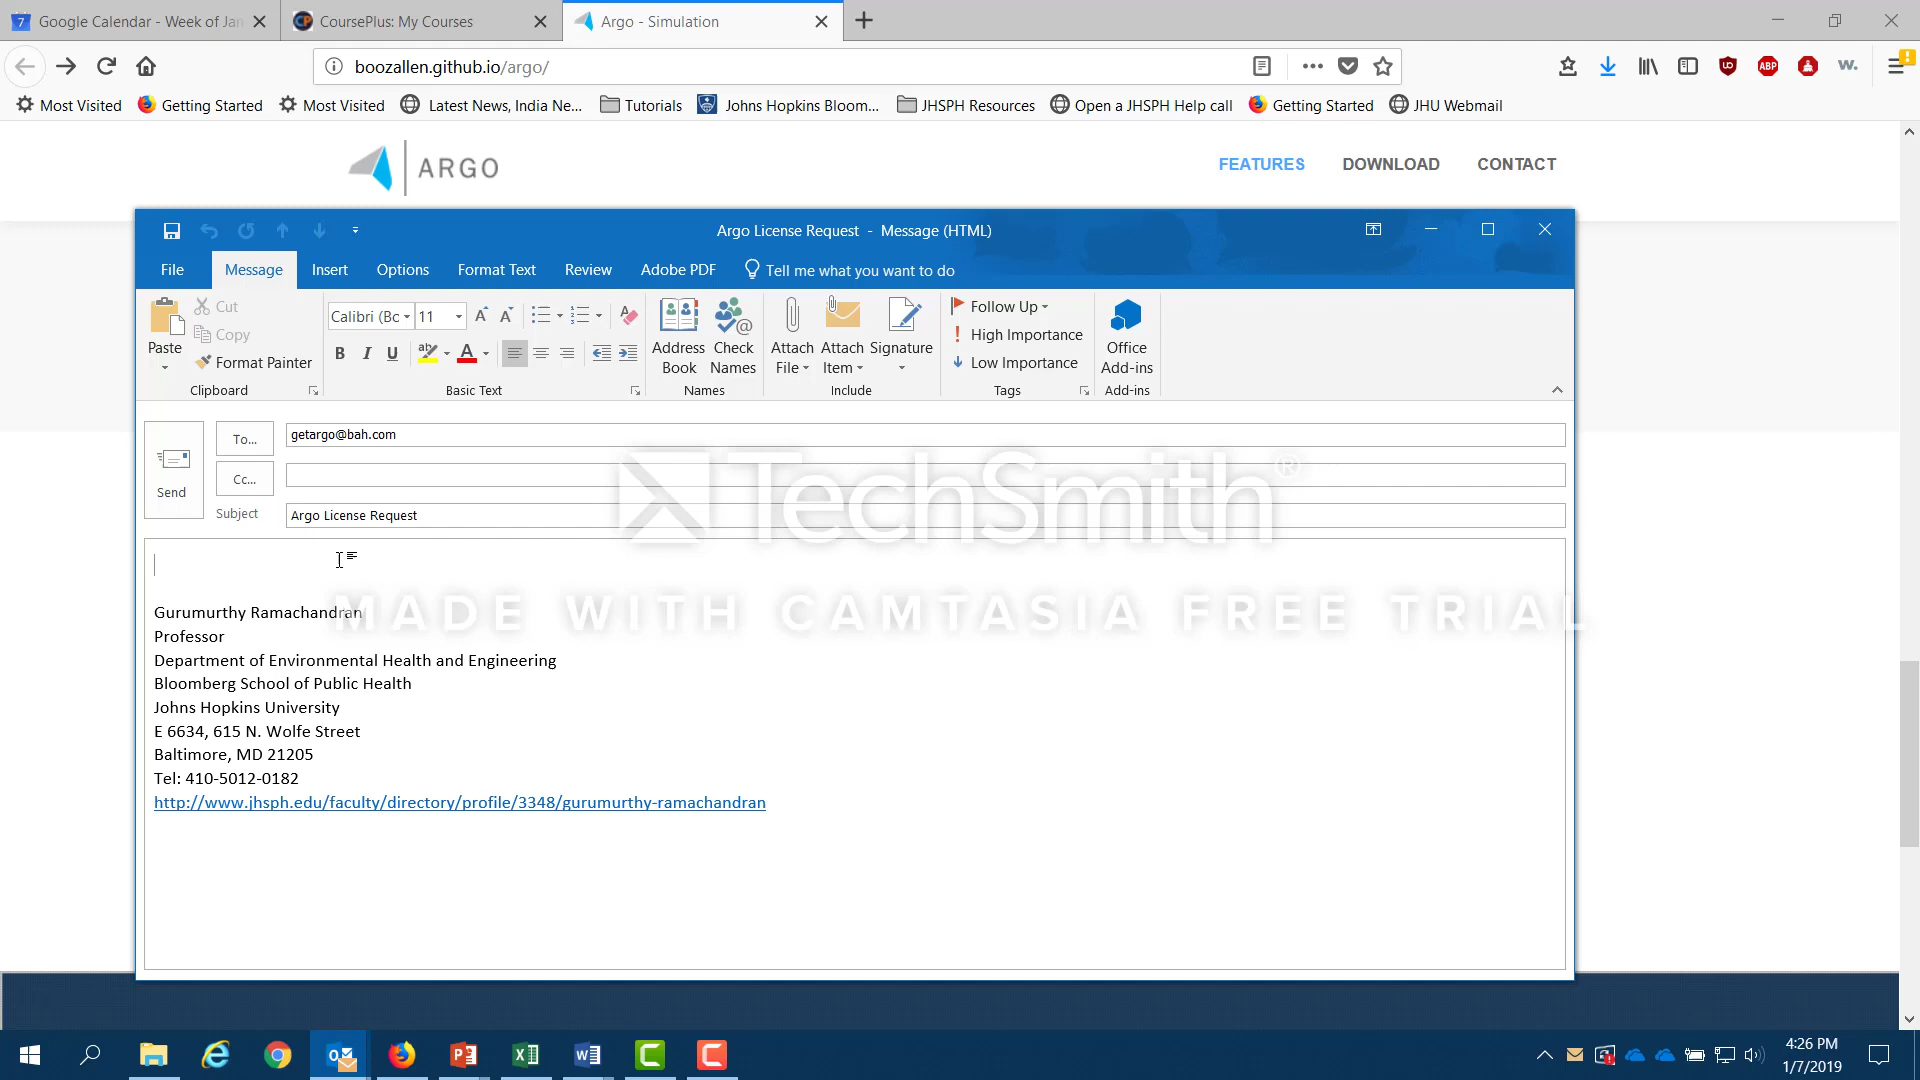 Google Calendar - Week of Jan
CoursePlus: My Courses
Argo - Simulation
boozallen.github.io/argo/
ABP
W.
Most Visited
Getting Started
Most Visited
Latest News, India Ne...
Tutorials
Johns Hopkins Bloom...
JHSPH Resources
Open a JHSPH Help call
Getting Started
JHU Webmail
ARGO
FEATURES
DOWNLOAD
CONTACT
Argo License Request - Message (HTML)
File
Message
Insert
Options
Format Text
Review
Adobe PDF
Tell me what you want to do
Paste
Cut
Copy
Format Painter
Clipboard
Calibri (Bc
11
B I U
Basic Text
Address Book
Check Names
Names
Attach File
Attach Item
Signature
Include
Follow Up
High Importance
Low Importance
Tags
Office Add-ins
Add-ins
Send
To...
getargo@bah.com
Cc...
Subject
Argo License Request
TechSmith®
MADE WITH CAMTASIA FREE TRIAL
Gurumurthy Ramachandran
Professor
Department of Environmental Health and Engineering
Bloomberg School of Public Health
Johns Hopkins University
E 6634, 615 N. Wolfe Street
Baltimore, MD 21205
Tel: 410-5012-0182
http://www.jhsph.edu/faculty/directory/profile/3348/gurumurthy-ramachandran
4:26 PM
1/7/2019